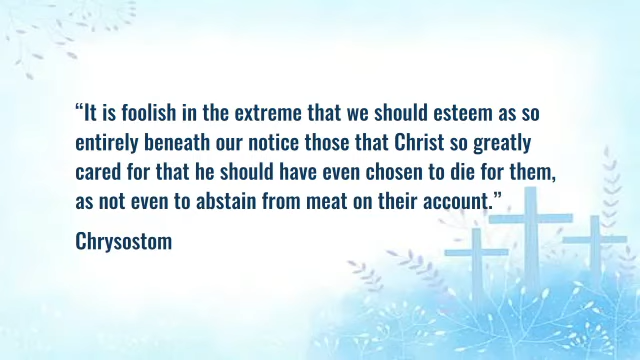 “It is foolish in the extreme that we should esteem as so
entirely beneath our notice those that Christ so greatly
cared for that he should have even chosen to die for them,
as not even to abstain from meat on their account.”
Chrysostom